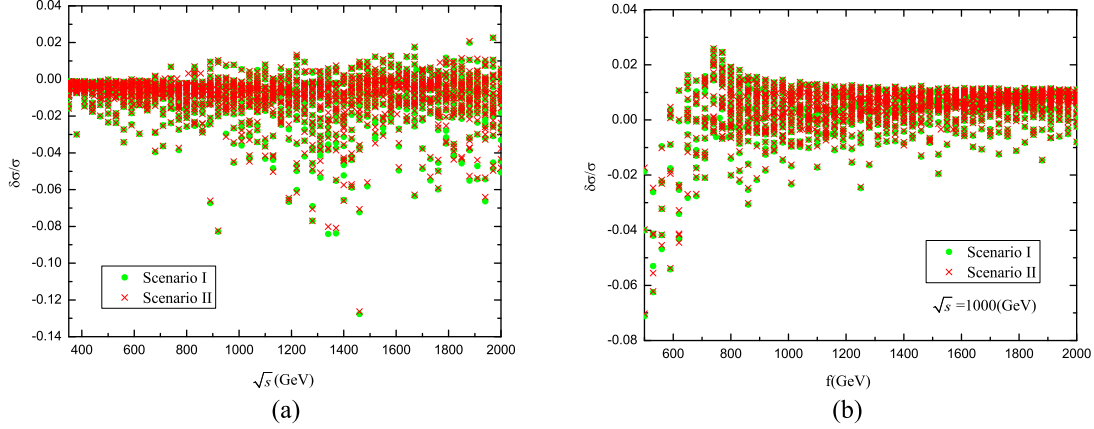 0.04
0.02
0.00
-0.02
-0.04
-0.06
-0.08
-0.10
-0.12
-0.14
δσ/σ
400 600 800 1000 1200 1400 1600 1800 2000
√s (GeV)
Scenario I
Scenario II
(a)
0.04
0.02
0.00
-0.02
-0.04
-0.06
-0.08
δσ/σ
600 800 1000 1200 1400 1600 1800 2000
f(GeV)
Scenario I
Scenario II
√s =1000(GeV)
(b)